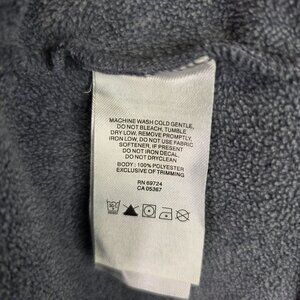 MACHINE WASH COLD GENTLE,
DO NOT BLEACH, TUMBLE
DRY LOW, REMOVE PROMPTLY,
IRON LOW, DO NOT USE FABRIC
SOFTENER, IF PRESENT
DO NOT IRON DECAL,
DO NOT DRYCLEAN
BODY: 100% POLYESTER
EXCLUSIVE OF TRIMMING
RN 69724
CA 05367